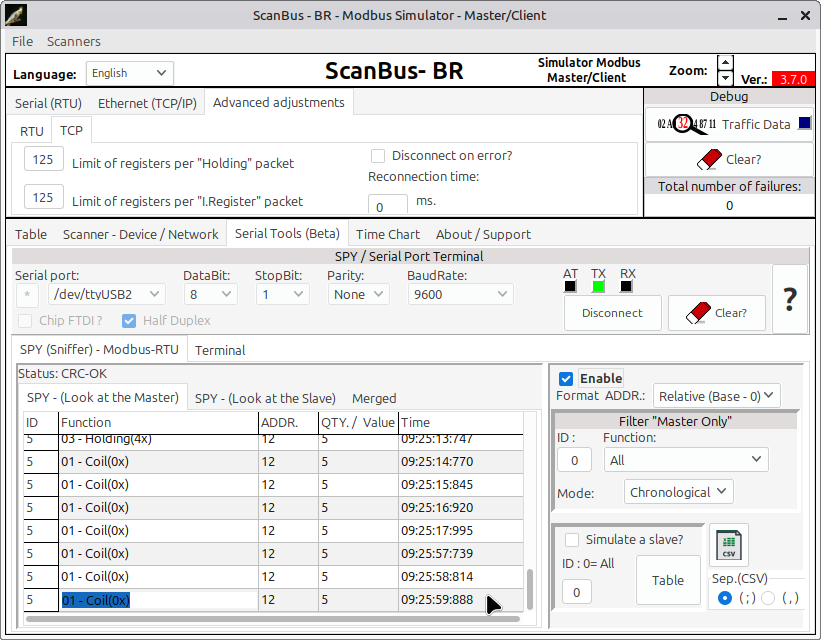 ScanBus - BR - Modbus Simulator - Master/Client
File Scanners
Language: English ScanBus- BR Simulator Modbus Master/Client Zoom: Ver.: 3.7.0
Serial (RTU) Ethernet (TCP/IP) Advanced adjustments
RTU TCP
125 Limit of registers per "Holding" packet
125 Limit of registers per "I.Register" packet
Disconnect on error?
Reconnection time:
0 ms.
Debug
02 A 32 4 87 11 Traffic Data
Clear?
Total number of failures:
0
Table Scanner - Device / Network Serial Tools (Beta) Time Chart About / Support
SPY / Serial Port Terminal
Serial port: DataBit: StopBit: Parity: BaudRate: AT TX RX
* /dev/ttyUSB2 8 1 None 9600
Disconnect Clear? ?
Chip FTDI ? Half Duplex
SPY (Sniffer) - Modbus-RTU Terminal
Status: CRC-OK
SPY - (Look at the Master) SPY - (Look at the Slave) Merged
ID Function ADDR. QTY. / Value Time
5 03 - Holding(4x) 12 5 09:25:13:747
5 01 - Coil(0x) 12 5 09:25:14:770
5 01 - Coil(0x) 12 5 09:25:15:845
5 01 - Coil(0x) 12 5 09:25:16:920
5 01 - Coil(0x) 12 5 09:25:17:995
5 01 - Coil(0x) 12 5 09:25:57:739
5 01 - Coil(0x) 12 5 09:25:58:814
5 01 - Coil(0x) 12 5 09:25:59:888
Enable
Format ADDR.: Relative (Base - 0)
Filter "Master Only"
ID : Function:
0 All
Mode: Chronological
Simulate a slave?
ID : 0= All
0 Table
CSV
Sep.(CSV)
( ; ) ( , )